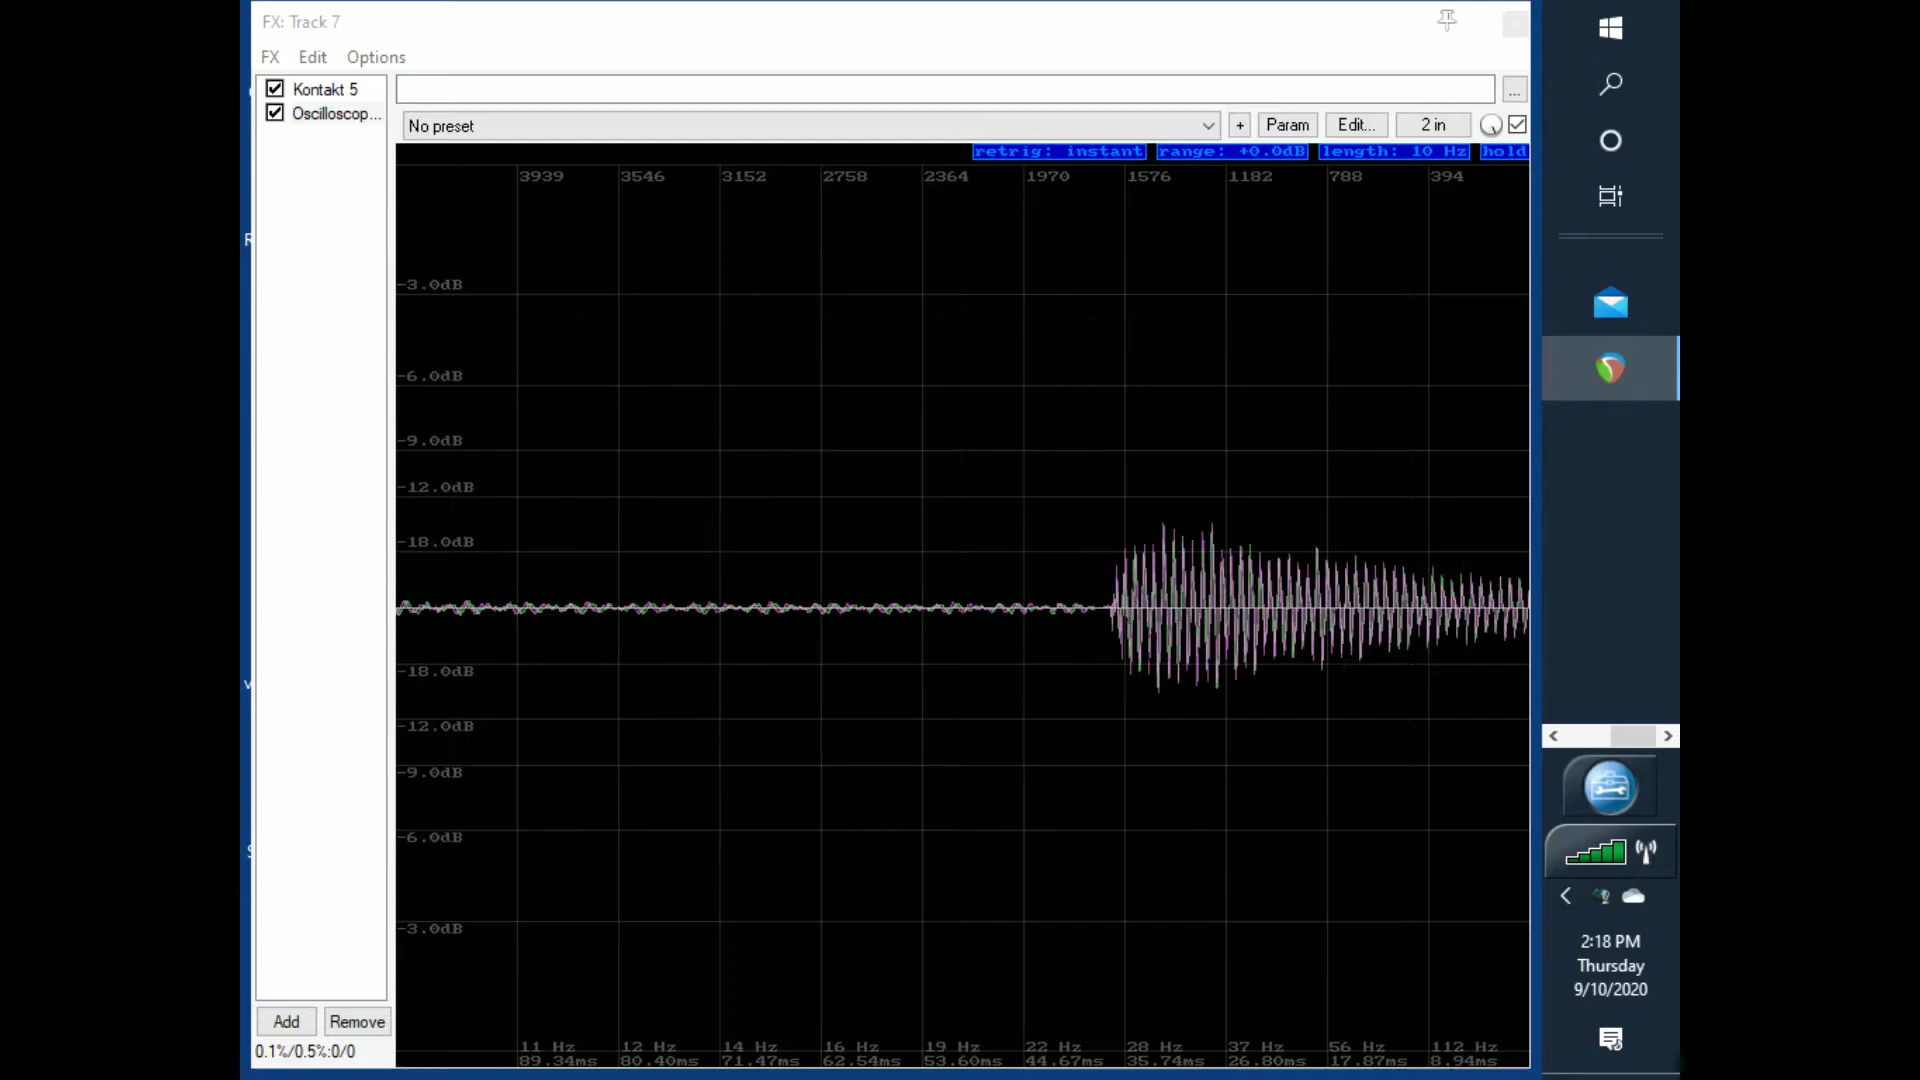 FX: Track 7
FX Edit Options
Kontakt 5
Oscilloscop...
...
No preset
+ Param Edit... 2 in
retrig: instant range: +0.0dB length: 10 Hz hold
3939 3546 3152 2758 2364 1970 1576 1182 788 394
-3.0dB
-6.0dB
-9.0dB
-12.0dB
-18.0dB
-18.0dB
-12.0dB
-9.0dB
-6.0dB
-3.0dB
11 Hz 12 Hz 14 Hz 16 Hz 19 Hz 22 Hz 28 Hz 37 Hz 56 Hz 112 Hz
89.34ms 80.40ms 71.47ms 62.54ms 53.60ms 44.67ms 35.74ms 26.80ms 17.87ms 8.94ms
Add Remove
0.1%/0.5%:0/0
2:18 PM
Thursday
9/10/2020